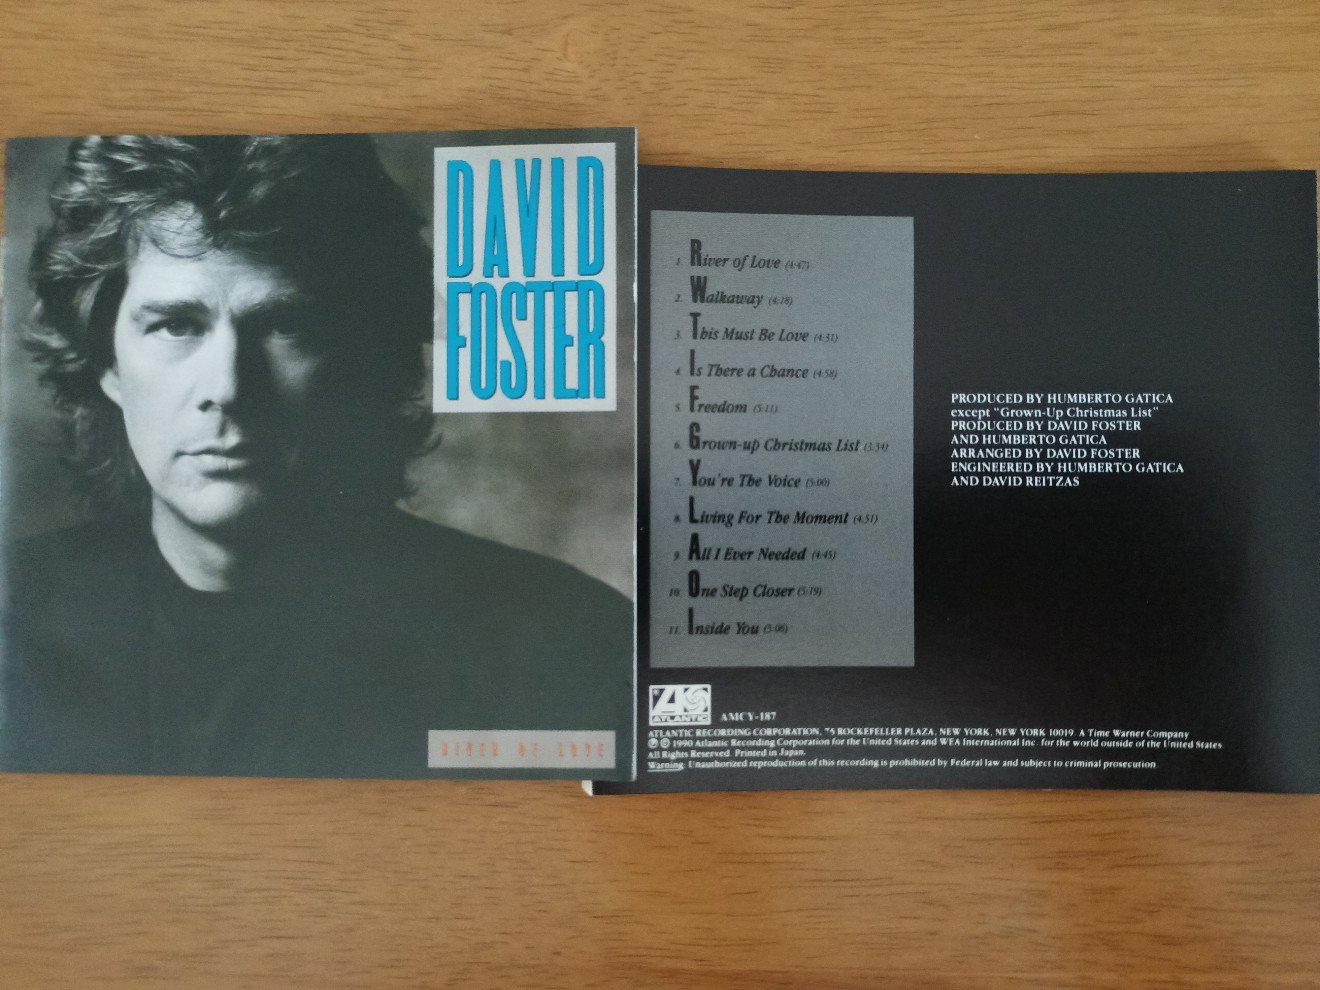 DAVID
FOSTER
RIVER OF LOVE
1. River of Love (4:47)
2. Walkaway (4:18)
3. This Must Be Love (4:31)
4. Is There a Chance (4:58)
5. Freedom (5:11)
6. Grown-up Christmas List (3:34)
7. You're The Voice (5:00)
8. Living For The Moment (4:51)
9. All I Ever Needed (4:45)
10. One Step Closer (5:19)
11. Inside You (5:06)
PRODUCED BY HUMBERTO GATICA
except "Grown-Up Christmas List"
PRODUCED BY DAVID FOSTER
AND HUMBERTO GATICA
ARRANGED BY DAVID FOSTER
ENGINEERED BY HUMBERTO GATICA
AND DAVID REITZAS
ATLANTIC
AMCY-187
ATLANTIC RECORDING CORPORATION, 75 ROCKEFELLER PLAZA, NEW YORK, NEW YORK 10019. A Time Warner Company
℗ © 1990 Atlantic Recording Corporation for the United States and WEA International Inc. for the world outside of the United States
All Rights Reserved. Printed in Japan.
Warning: Unauthorized reproduction of this recording is prohibited by Federal law and subject to criminal prosecution.